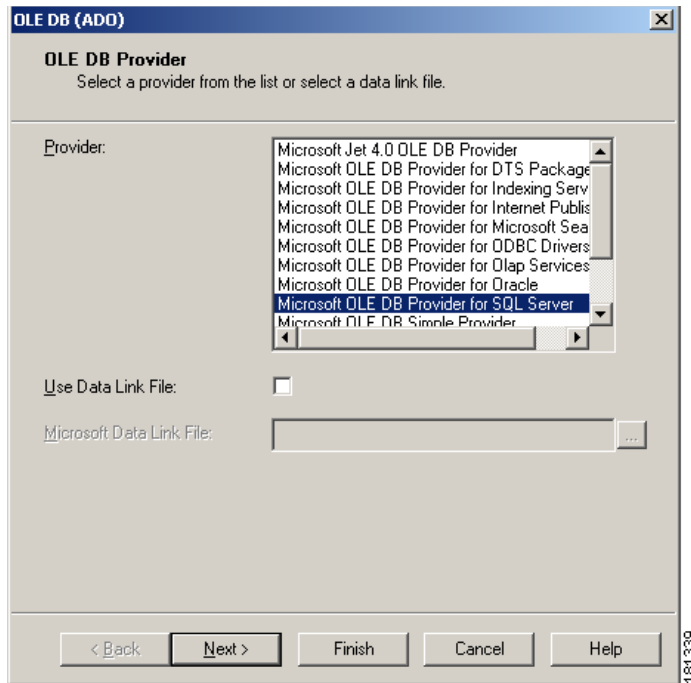 OLE DB (ADO)
OLE DB Provider
Select a provider from the list or select a data link file.
Provider:
Microsoft Jet 4.0 OLE DB Provider
Microsoft OLE DB Provider for DTS Package
Microsoft OLE DB Provider for Indexing Serv
Microsoft OLE DB Provider for Internet Publis
Microsoft OLE DB Provider for Microsoft Sea
Microsoft OLE DB Provider for ODBC Drivers
Microsoft OLE DB Provider for Olap Services
Microsoft OLE DB Provider for Oracle
Microsoft OLE DB Provider for SQL Server
Microsoft OLE DB Simple Provider
Use Data Link File:
Microsoft Data Link File:
...
< Back
Next >
Finish
Cancel
Help
181339